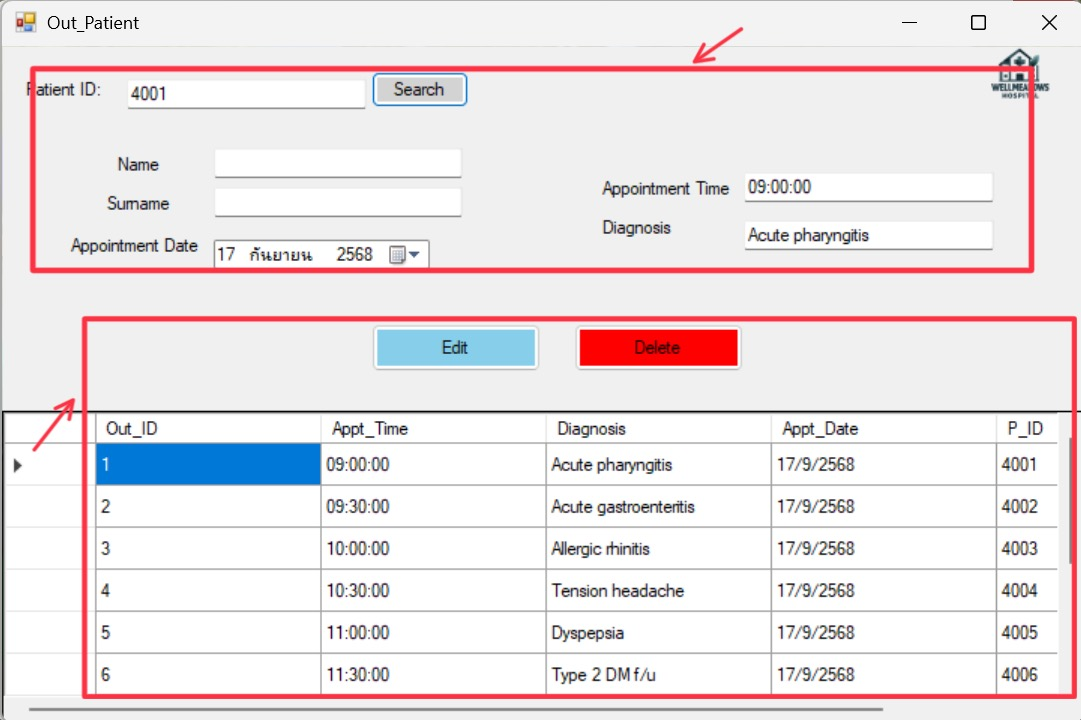 Out_Patient
Patient ID: 4001 Search
WELLMEADOWS
HOSPITAL
Name
Surname
Appointment Time 09:00:00
Diagnosis Acute pharyngitis
Appointment Date 17 กันยายน 2568
Edit Delete
Out_ID Appt_Time Diagnosis Appt_Date P_ID
1 09:00:00 Acute pharyngitis 17/9/2568 4001
2 09:30:00 Acute gastroenteritis 17/9/2568 4002
3 10:00:00 Allergic rhinitis 17/9/2568 4003
4 10:30:00 Tension headache 17/9/2568 4004
5 11:00:00 Dyspepsia 17/9/2568 4005
6 11:30:00 Type 2 DM f/u 17/9/2568 4006